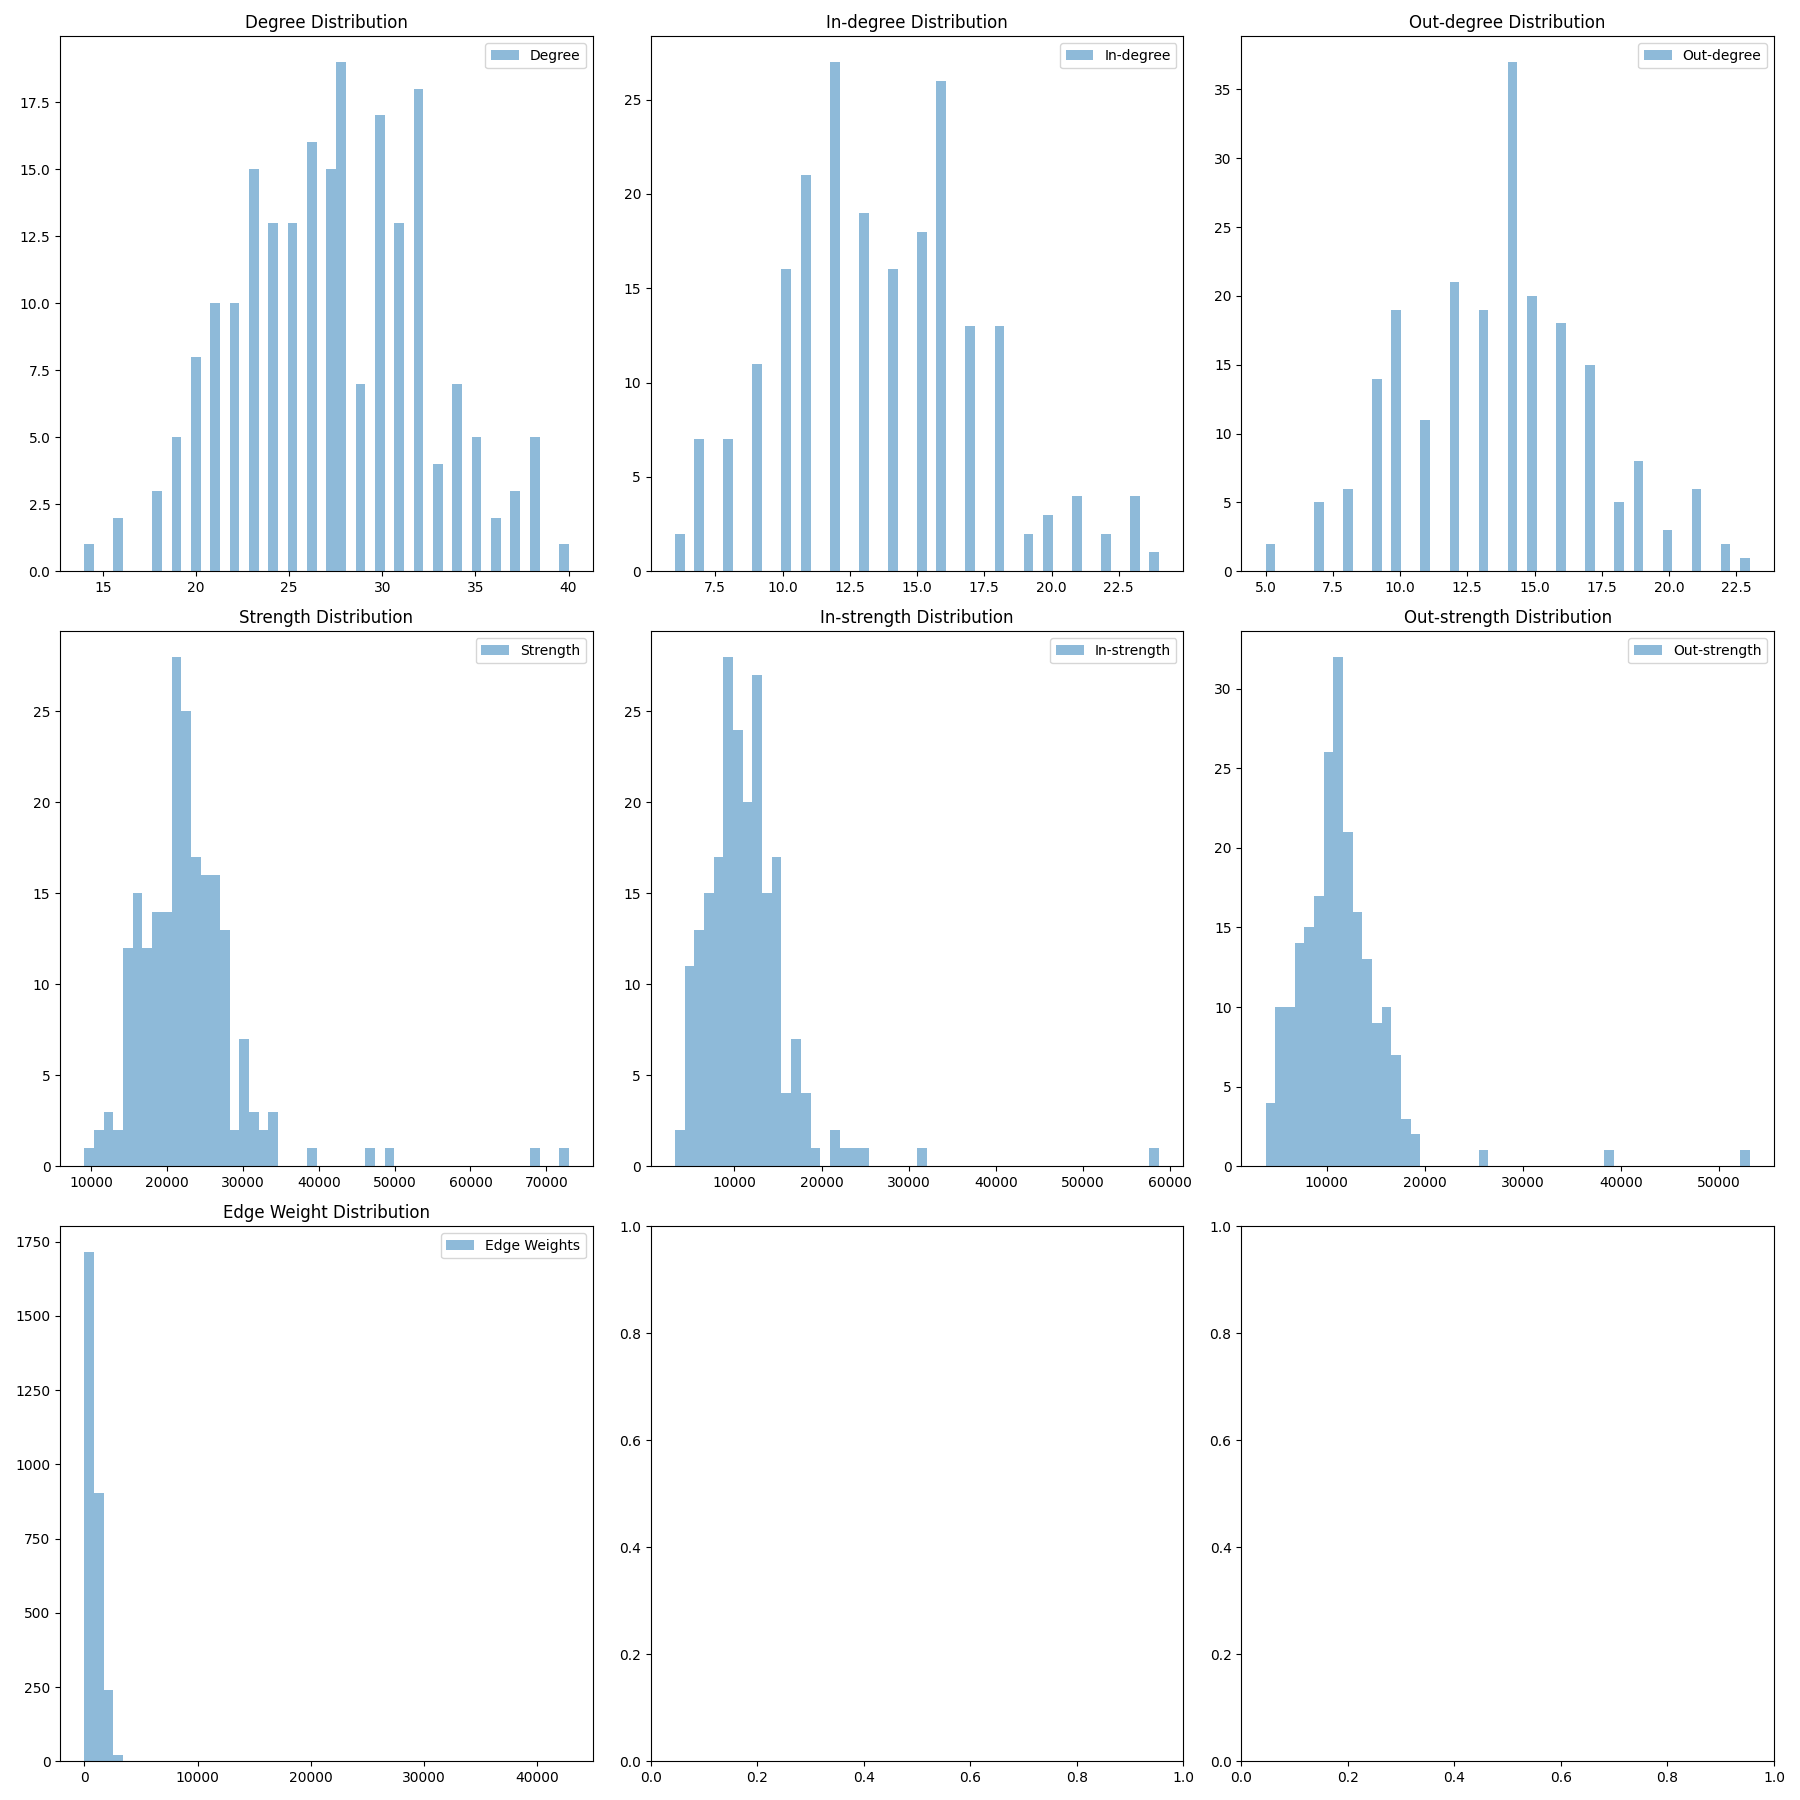 Degree Distribution
Degree
0.0
2.5
5.0
7.5
10.0
12.5
15.0
17.5
15 20 25 30 35 40
In-degree Distribution
In-degree
0
5
10
15
20
25
7.5 10.0 12.5 15.0 17.5 20.0 22.5
Out-degree Distribution
Out-degree
0
5
10
15
20
25
30
35
5.0 7.5 10.0 12.5 15.0 17.5 20.0 22.5
Strength Distribution
Strength
0
5
10
15
20
25
10000 20000 30000 40000 50000 60000 70000
In-strength Distribution
In-strength
0
5
10
15
20
25
10000 20000 30000 40000 50000 60000
Out-strength Distribution
Out-strength
0
5
10
15
20
25
30
10000 20000 30000 40000 50000
Edge Weight Distribution
Edge Weights
0
250
500
750
1000
1250
1500
1750
0 10000 20000 30000 40000
0.0
0.2
0.4
0.6
0.8
1.0
0.0 0.2 0.4 0.6 0.8 1.0
0.0
0.2
0.4
0.6
0.8
1.0
0.0 0.2 0.4 0.6 0.8 1.0